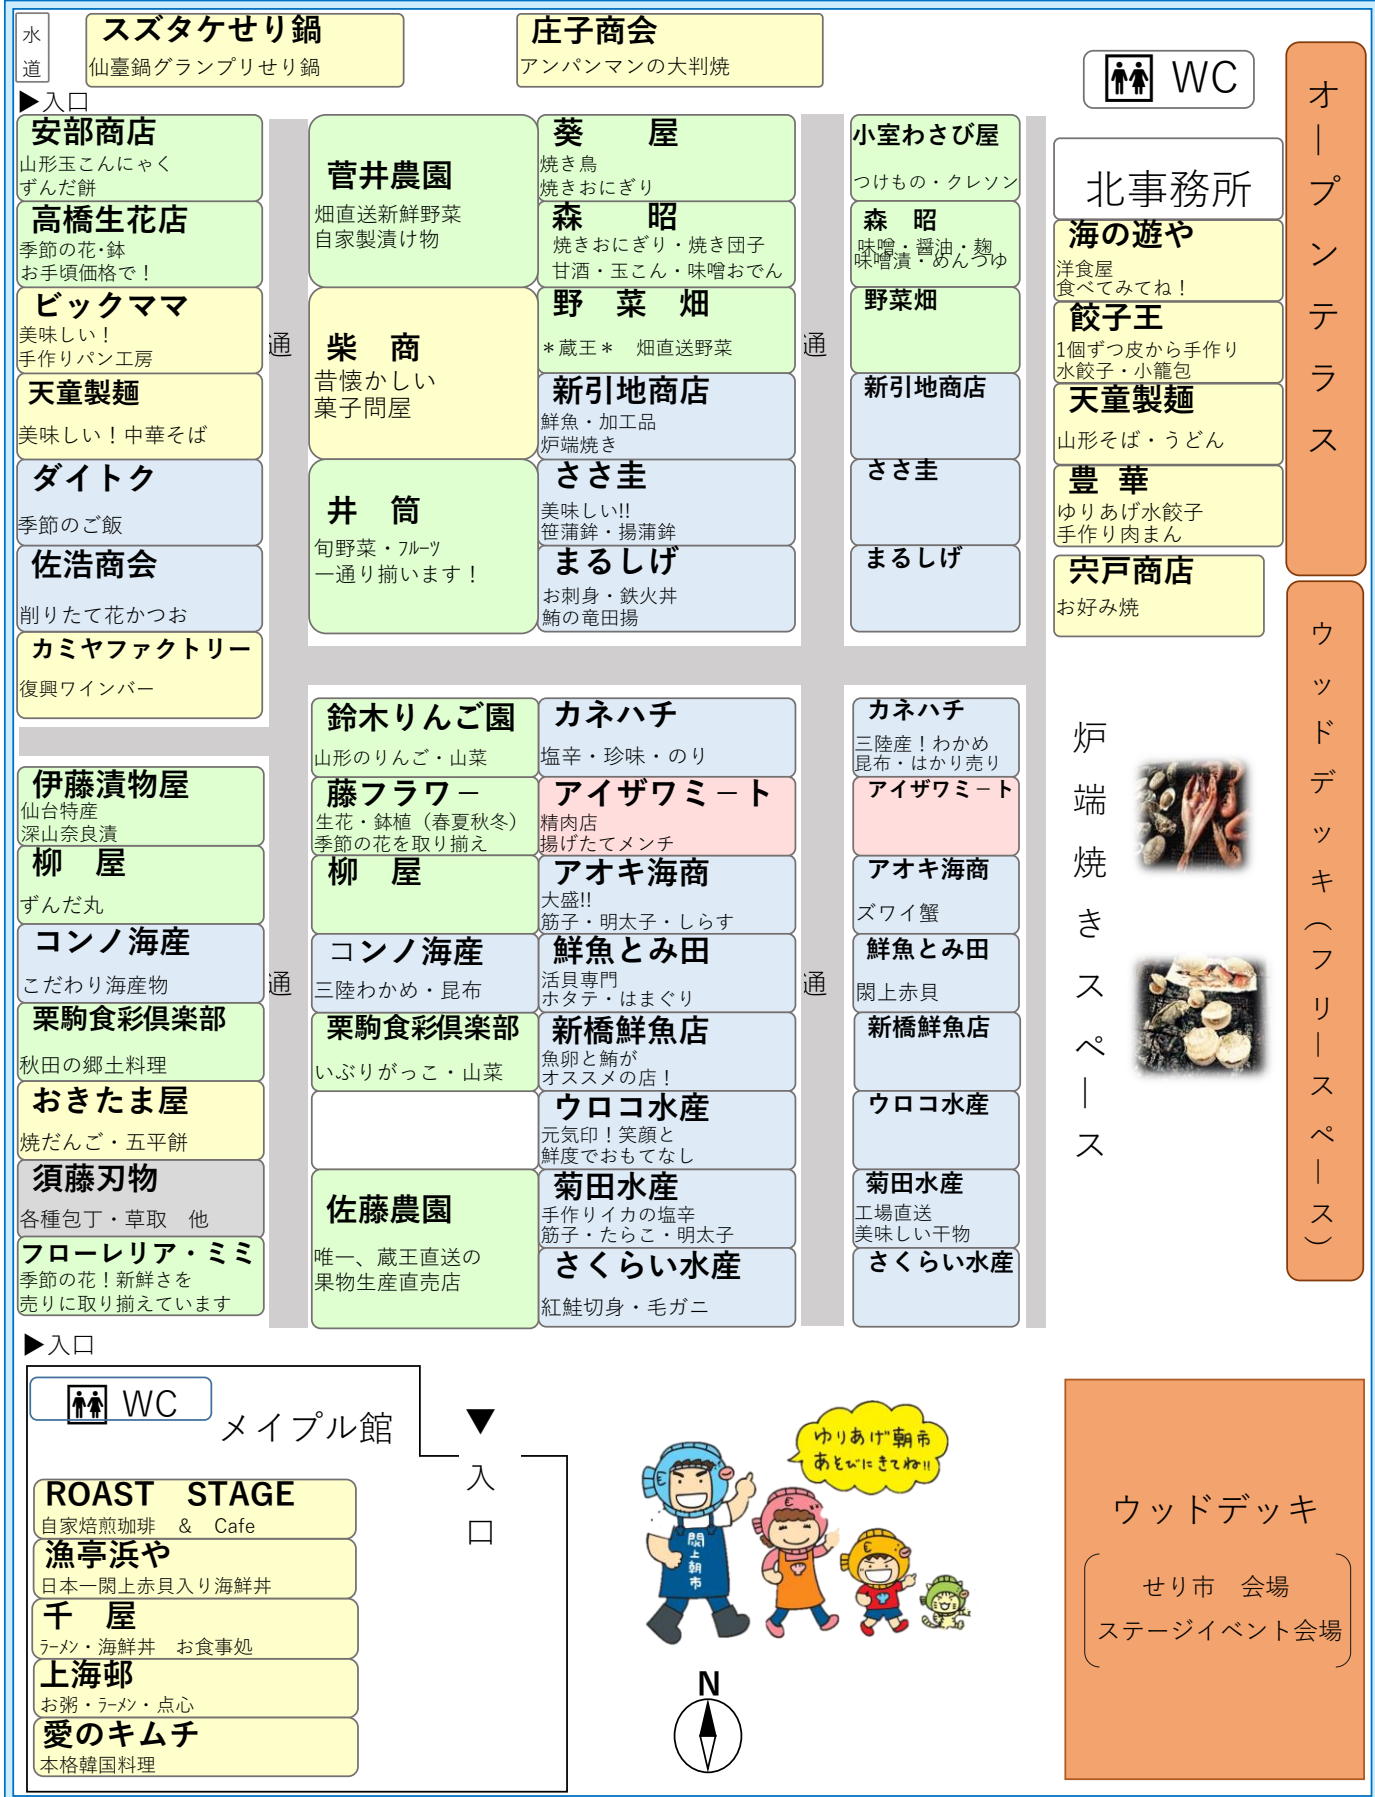 水道
スズタケせり鍋
仙臺鍋グランプリせり鍋
庄子商会
アンパンマンの大判焼
WC
オープンテラス
▶入口
安部商店
山形玉こんにゃく
ずんだ餅
高橋生花店
季節の花・鉢
お手頃価格で！
ビックママ
美味しい！
手作りパン工房
天童製麺
美味しい！中華そば
ダイトク
季節のご飯
佐浩商会
削りたて花かつお
カミヤファクトリー
復興ワインバー
通
菅井農園
畑直送新鮮野菜
自家製漬け物
柴　商
昔懐かしい
菓子問屋
井　筒
旬野菜・フルーツ
一通り揃います！
葵　屋
焼き鳥
焼きおにぎり
森　昭
焼きおにぎり・焼き団子
甘酒・玉こん・味噌おでん
野　菜　畑
＊蔵王＊　畑直送野菜
新引地商店
鮮魚・加工品
炉端焼き
ささ圭
美味しい!!
笹蒲鉾・揚蒲鉾
まるしげ
お刺身・鉄火丼
鮪の竜田揚
通
小室わさび屋
つけもの・クレソン
森　昭
味噌・醤油・麹
味噌漬・めんつゆ
野菜畑
新引地商店
ささ圭
まるしげ
北事務所
海の遊や
洋食屋
食べてみてね！
餃子王
1個ずつ皮から手作り
水餃子・小籠包
天童製麺
山形そば・うどん
豊　華
ゆりあげ水餃子
手作り肉まん
宍戸商店
お好み焼
ウッドデッキ（フリースペース）
伊藤漬物屋
仙台特産
深山奈良漬
柳　屋
ずんだ丸
コンノ海産
こだわり海産物
栗駒食彩倶楽部
秋田の郷土料理
おきたま屋
焼だんご・五平餅
須藤刃物
各種包丁・草取　他
フローレリア・ミミ
季節の花！新鮮さを
売りに取り揃えています
通
鈴木りんご園
山形のりんご・山菜
藤フラワー
生花・鉢植（春夏秋冬）
季節の花を取り揃え
柳　屋
コンノ海産
三陸わかめ・昆布
栗駒食彩倶楽部
いぶりがっこ・山菜
佐藤農園
唯一、蔵王直送の
果物生産直売店
カネハチ
塩辛・珍味・のり
アイザワミート
精肉店
揚げたてメンチ
アオキ海商
大盛!!
筋子・明太子・しらす
鮮魚とみ田
活貝専門
ホタテ・はまぐり
新橋鮮魚店
魚卵と鮪が
オススメの店！
ウロコ水産
元気印！笑顔と
鮮度でおもてなし
菊田水産
手作りイカの塩辛
筋子・たらこ・明太子
さくらい水産
紅鮭切身・毛ガニ
通
カネハチ
三陸産！わかめ
昆布・はかり売り
アイザワミート
アオキ海商
ズワイ蟹
鮮魚とみ田
閖上赤貝
新橋鮮魚店
ウロコ水産
菊田水産
工場直送
美味しい干物
さくらい水産
炉端焼きスペース
▶入口
WC
メイプル館
▼入口
ROAST　STAGE
自家焙煎珈琲　＆　Cafe
漁亭浜や
日本一閖上赤貝入り海鮮丼
千　屋
ラーメン・海鮮丼　お食事処
上海邨
お粥・ラーメン・点心
愛のキムチ
本格韓国料理
ゆりあげ朝市
あそびにきてね!!
閖上朝市
N
ウッドデッキ
せり市　会場
ステージイベント会場